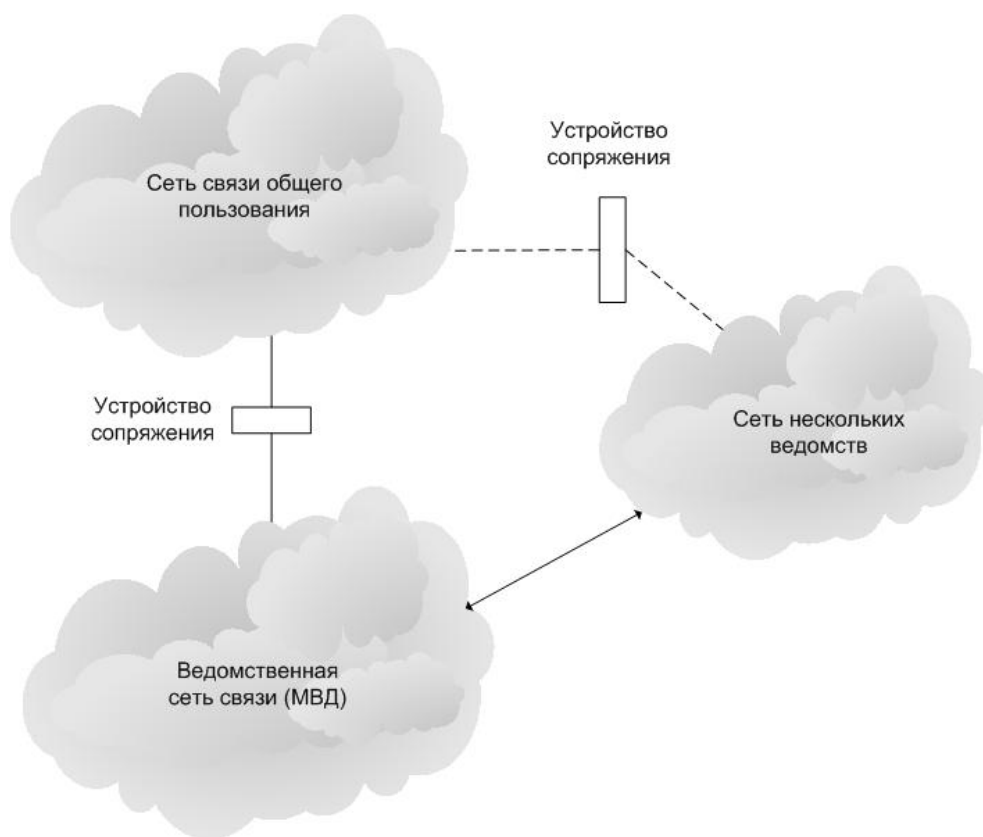 Устройство
сопряжения
Сеть связи общего
пользования
Устройство
сопряжения
Сеть нескольких
ведомств
Ведомственная
сеть связи (МВД)